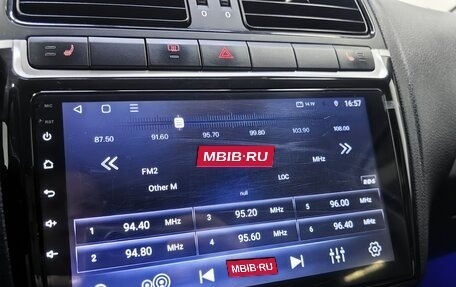 MIC
RST
14.1V
16:57
87.50 91.60 95.70 99.80 103.90 108.00
MBIB·RU
FM2
MHz
Other M
LOC
null
RDS
1 94.40 MHz
3 95.20 MHz
5 96.00 MHz
2 94.80 MHz
4 95.60 MHz
6 96.40 MHz
MBIB·RU